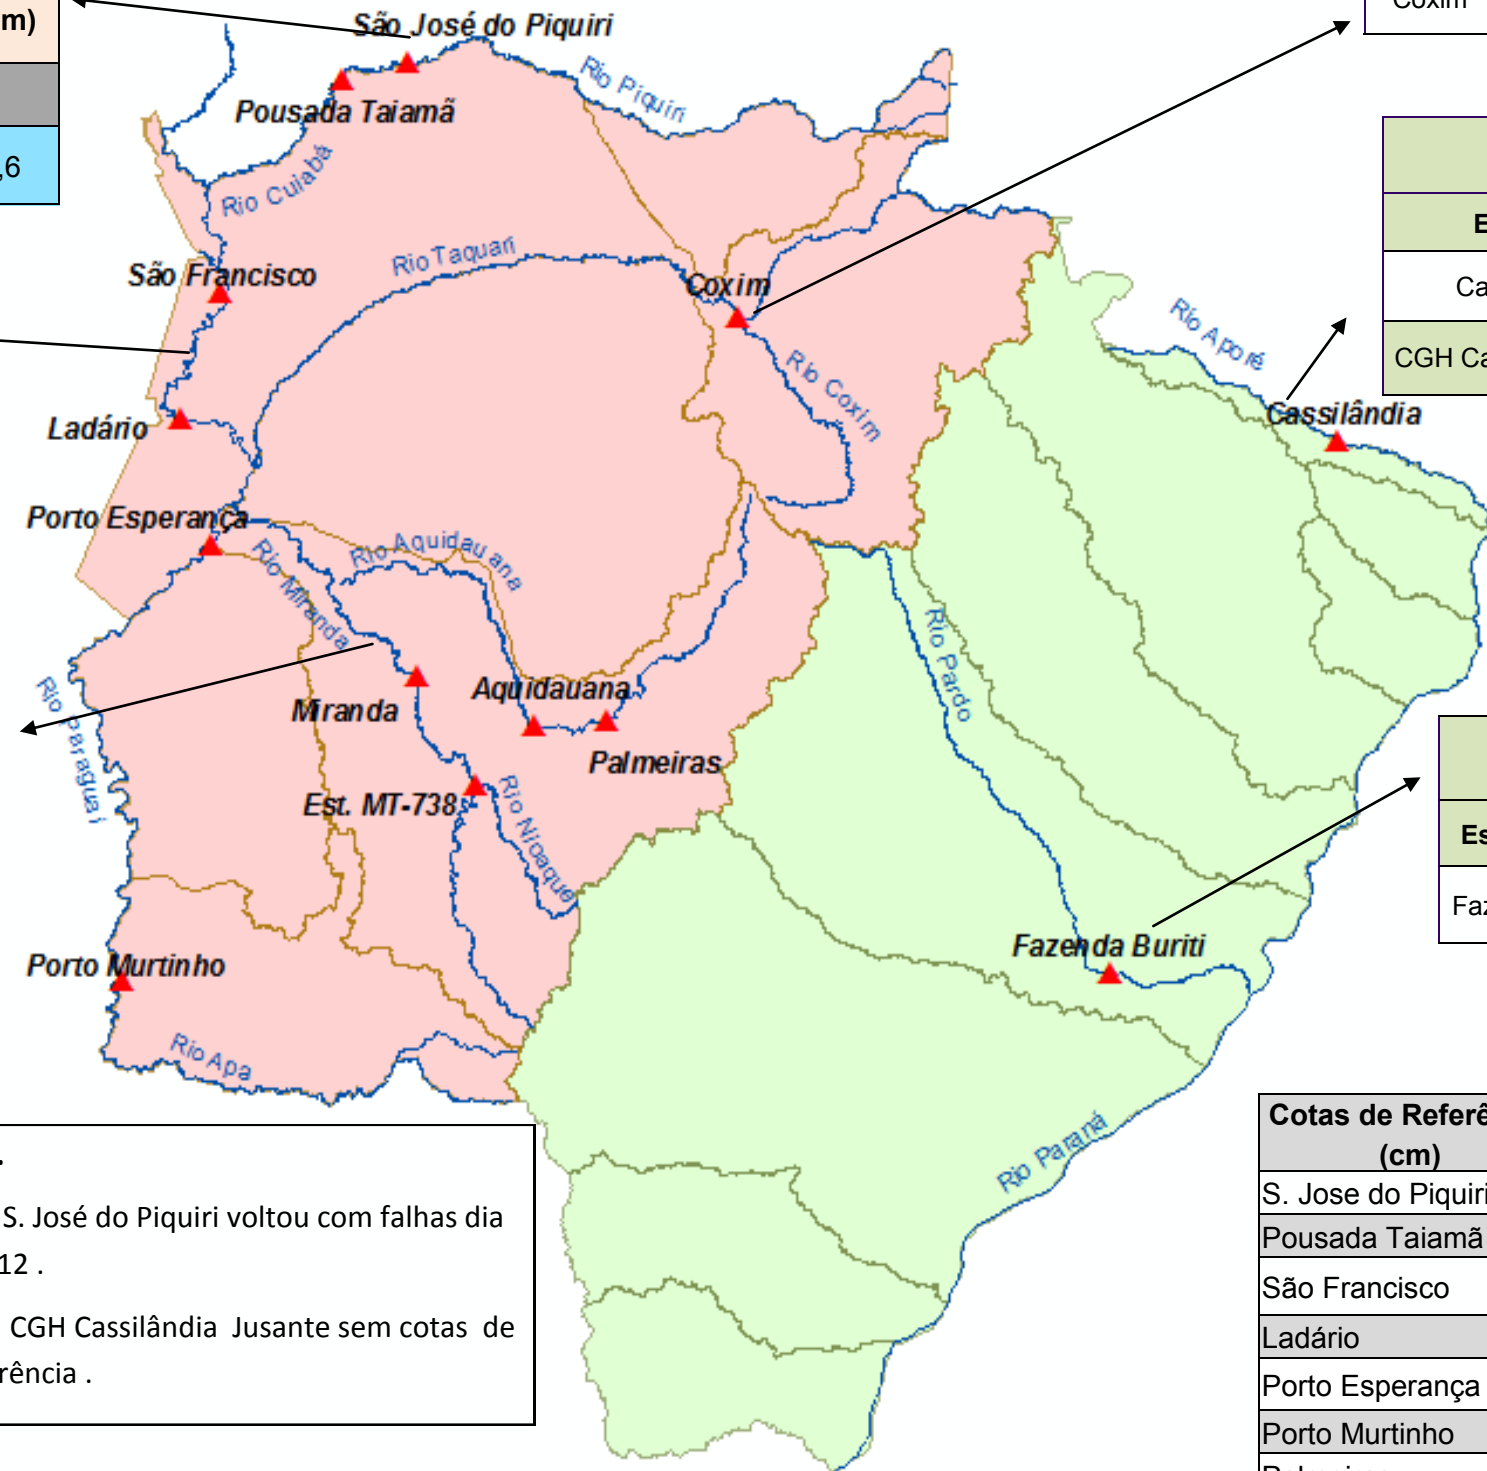 m)
,6
São José do Piquiri
Pousada Taiamã
Rio Piquiri
Rio Cuiabá
Coxim
São Francisco
Rio Taquari
Coxim
E
Ca
CGH Ca
Rio Aporé
Cassilândia
Rio Coxim
Ladário
Porto Esperança
Rio Aquidauana
Rio Miranda
Rio Pardo
Rio Paraguai
Miranda
Aquidauana
Palmeiras
Est. MT-738
Rio Nioaque
Es
Faz
Fazenda Buriti
Porto Murtinho
Rio Apa
Rio Paraná
.
S. José do Piquiri voltou com falhas dia
12 .
CGH Cassilândia Jusante sem cotas de
rência .
Cotas de Referê
(cm)
S. Jose do Piquiri
Pousada Taiamã
São Francisco
Ladário
Porto Esperança
Porto Murtinho